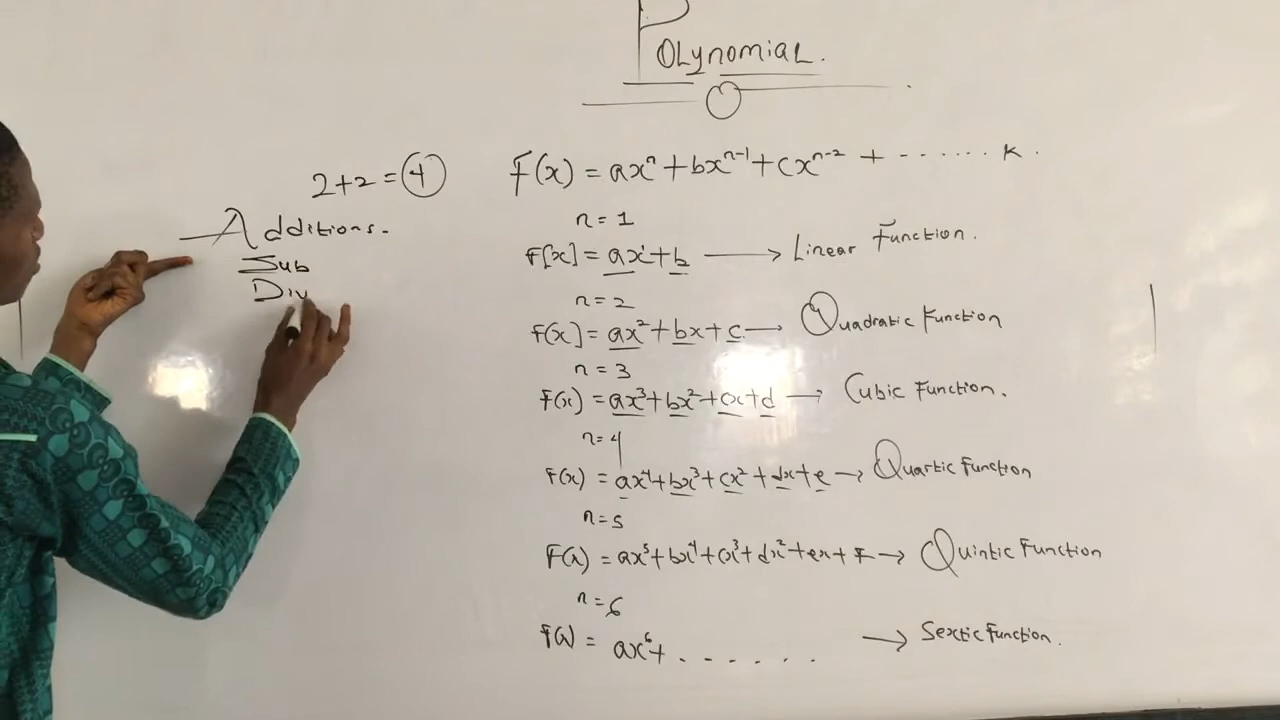 POLYNOMIAL.
2+2 = 4
Additions.
Sub
Div
F(x) = ax^n + bx^{n-1} + cx^{n-2} + - ...... k.
n = 1
F[x] = ax^1 + b ⟶ Linear Function.
n = 2
F(x] = ax^2 + bx + c. ⟶ Quadratic Function
n = 3
F(x) = ax^3 + bx^2 + cx + d ⟶ Cubic Function.
n = 4
F(x) = ax^4 + bx^3 + cx^2 + dx + e ⟶ Quartic Function
n = 5
F(x) = ax^5 + bx^4 + cx^3 + dx^2 + ex + F ⟶ Quintic Function
n = 6
F(x) = ax^6 + . - - . . . ⟶ Sextic Function.